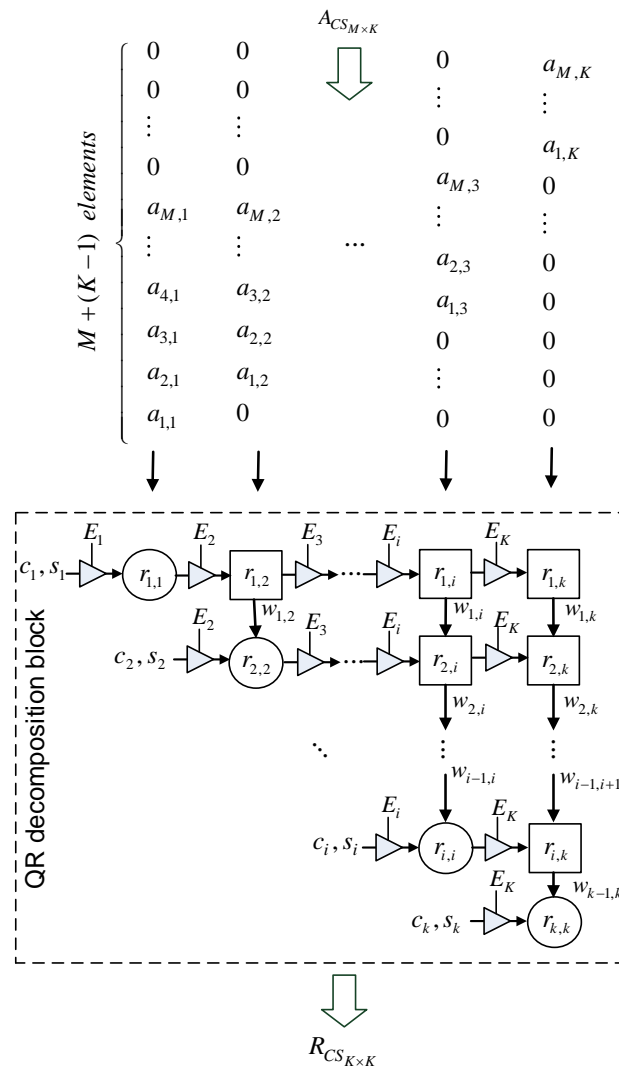 A_{CS_{M×K}}
0 0 0 a_{M,K}
0 0 ⋮ ⋮
⋮ ⋮ 0 a_{1,K}
0 0 a_{M,3} 0
a_{M,1} a_{M,2} ⋮ ⋮
⋮ ⋮ ... a_{2,3} 0
a_{4,1} a_{3,2} a_{1,3} 0
a_{3,1} a_{2,2} 0 0
a_{2,1} a_{1,2} ⋮ 0
a_{1,1} 0 0 0
M + (K − 1) elements
E_1 E_2 E_3 E_i E_K
c_1, s_1 r_{1,1} r_{1,2} ... r_{1,i} r_{1,k}
w_{1,2} w_{1,i} w_{1,k}
E_2 E_3 E_i E_K
c_2, s_2 r_{2,2} ... r_{2,i} r_{2,k}
w_{2,i} w_{2,k}
⋱ ⋮ ⋮
w_{i−1,i} w_{i−1,i+1}
E_i E_K
c_i, s_i r_{i,i} r_{i,k}
E_K w_{k−1,k}
c_k, s_k r_{k,k}
QR decomposition block
R_{CS_{K×K}}